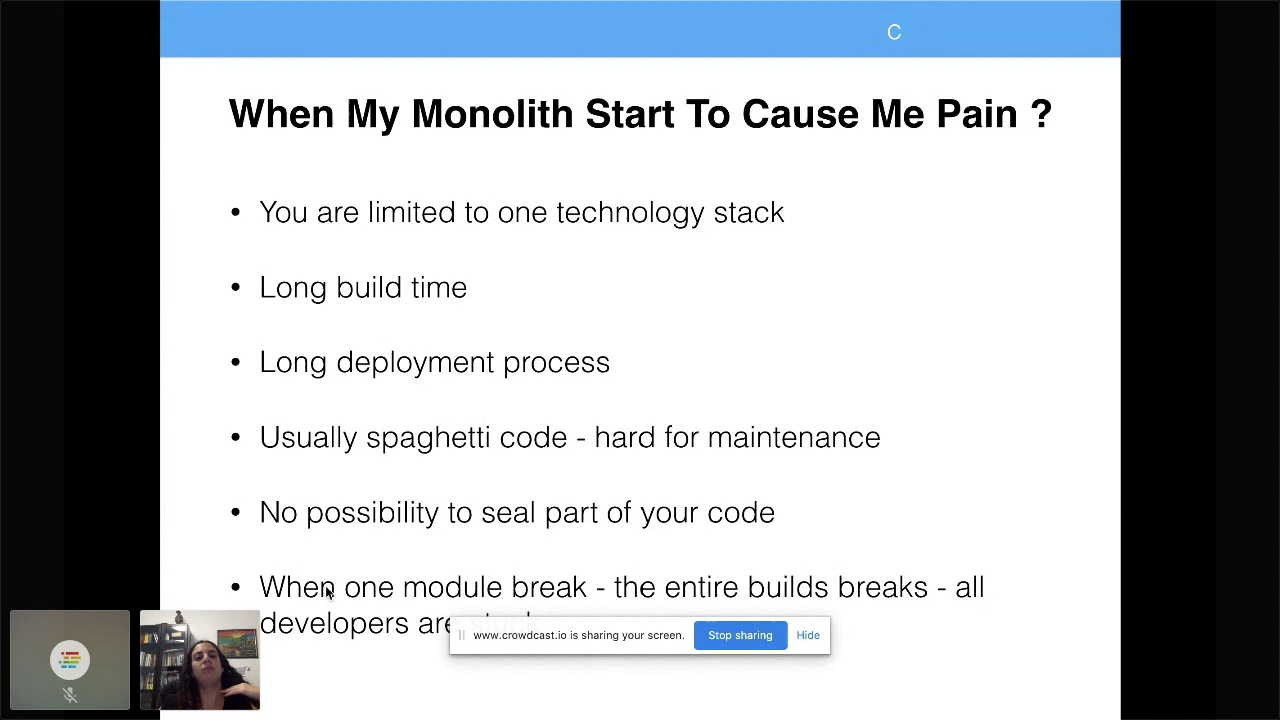 C
When My Monolith Start To Cause Me Pain ?
• You are limited to one technology stack
• Long build time
• Long deployment process
• Usually spaghetti code - hard for maintenance
• No possibility to seal part of your code
• When one module break - the entire builds breaks - all
developers are stuck
www.crowdcast.io is sharing your screen. Stop sharing Hide